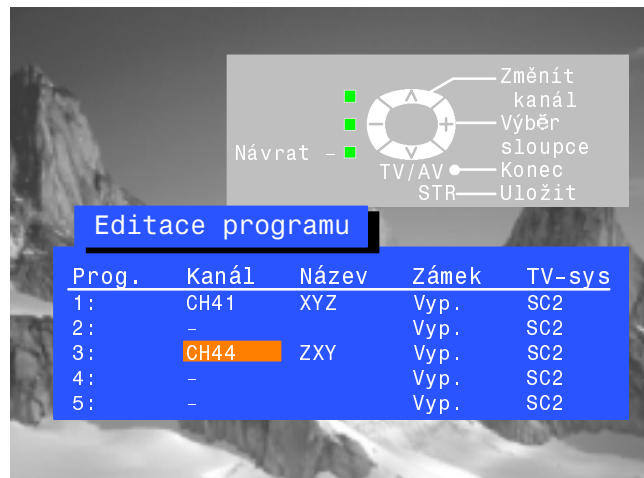 Změnít
kanál
Výběr
sloupce
Návrat –
TV/AV Konec
STR Uložit
Editace programu
Prog. Kanál Název Zámek TV-sys
1: CH41 XYZ Vyp. SC2
2: – Vyp. SC2
3: CH44 ZXY Vyp. SC2
4: – Vyp. SC2
5: – Vyp. SC2